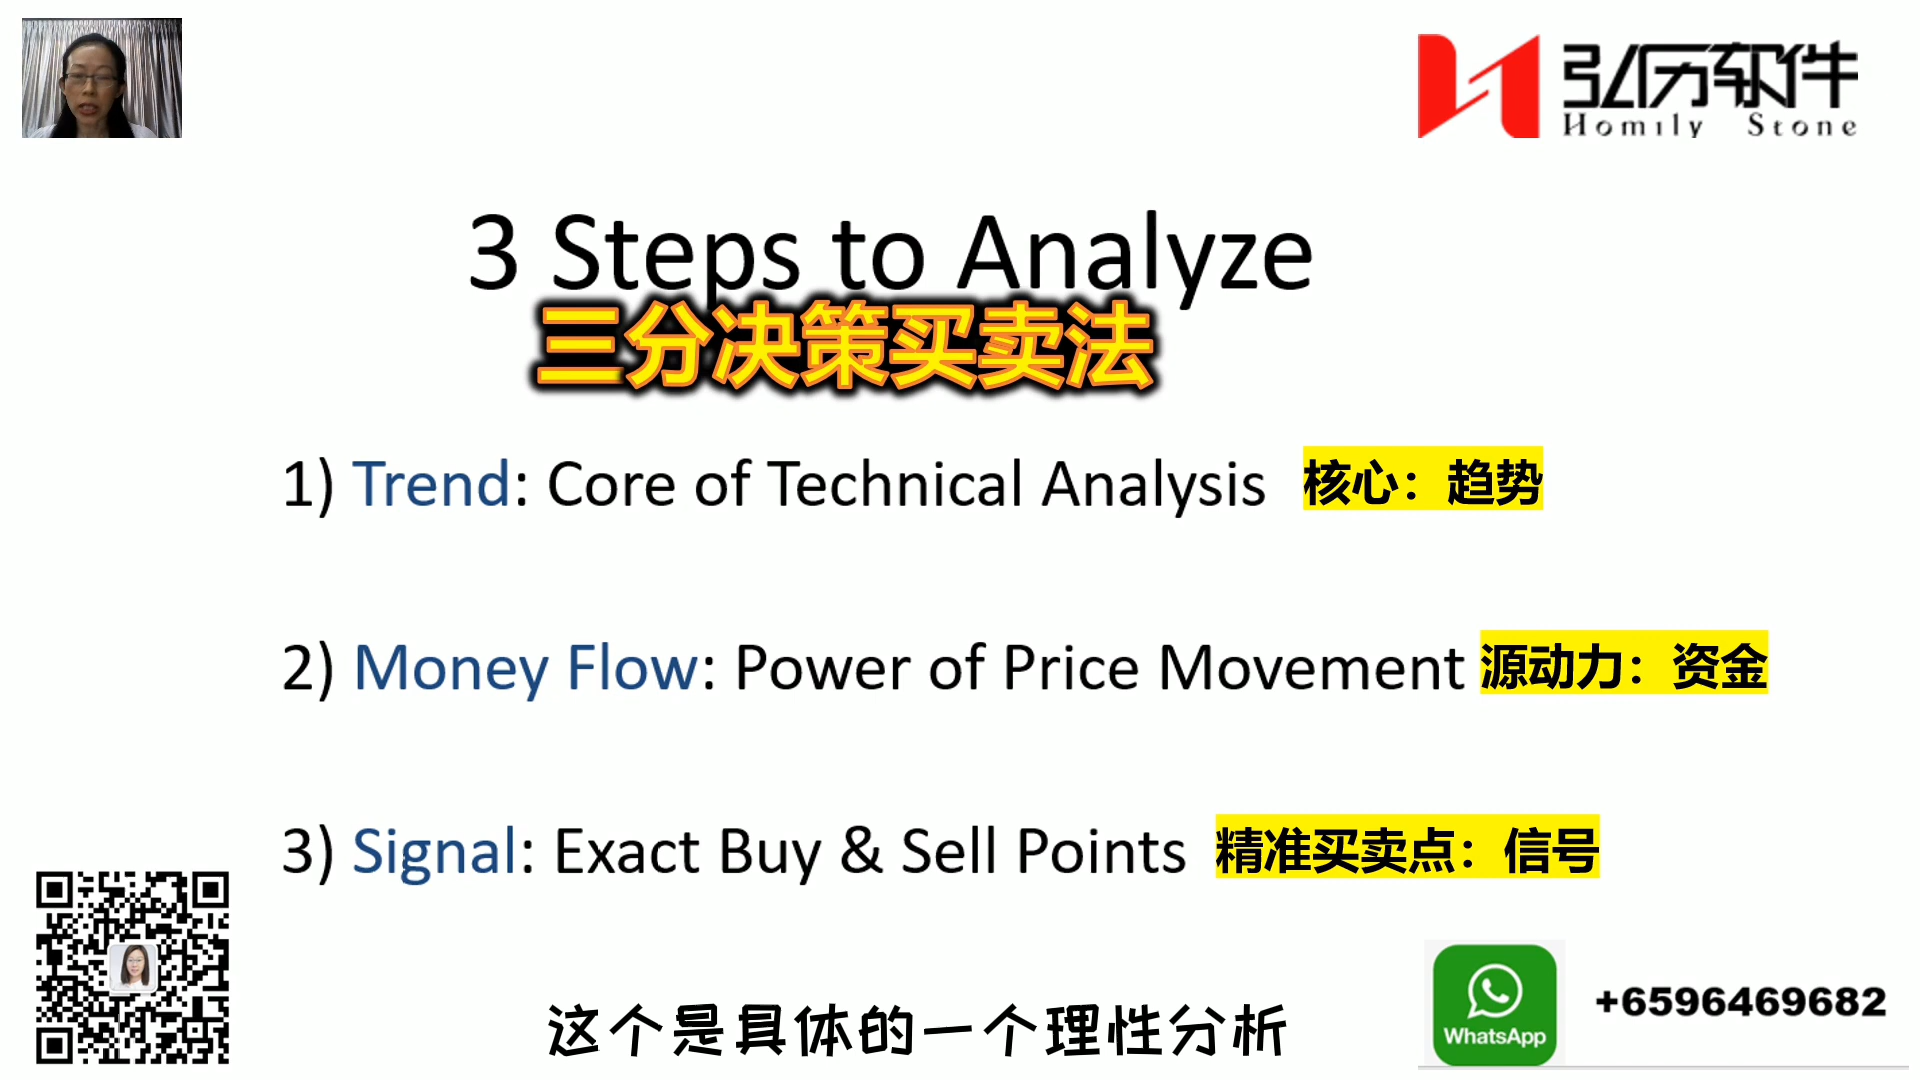 弘历软件
Homily Stone
3 Steps to Analyze
三分决策买卖法
1) Trend: Core of Technical Analysis 核心：趋势
2) Money Flow: Power of Price Movement 源动力：资金
3) Signal: Exact Buy & Sell Points 精准买卖点：信号
这个是具体的一个理性分析
WhatsApp
+6596469682